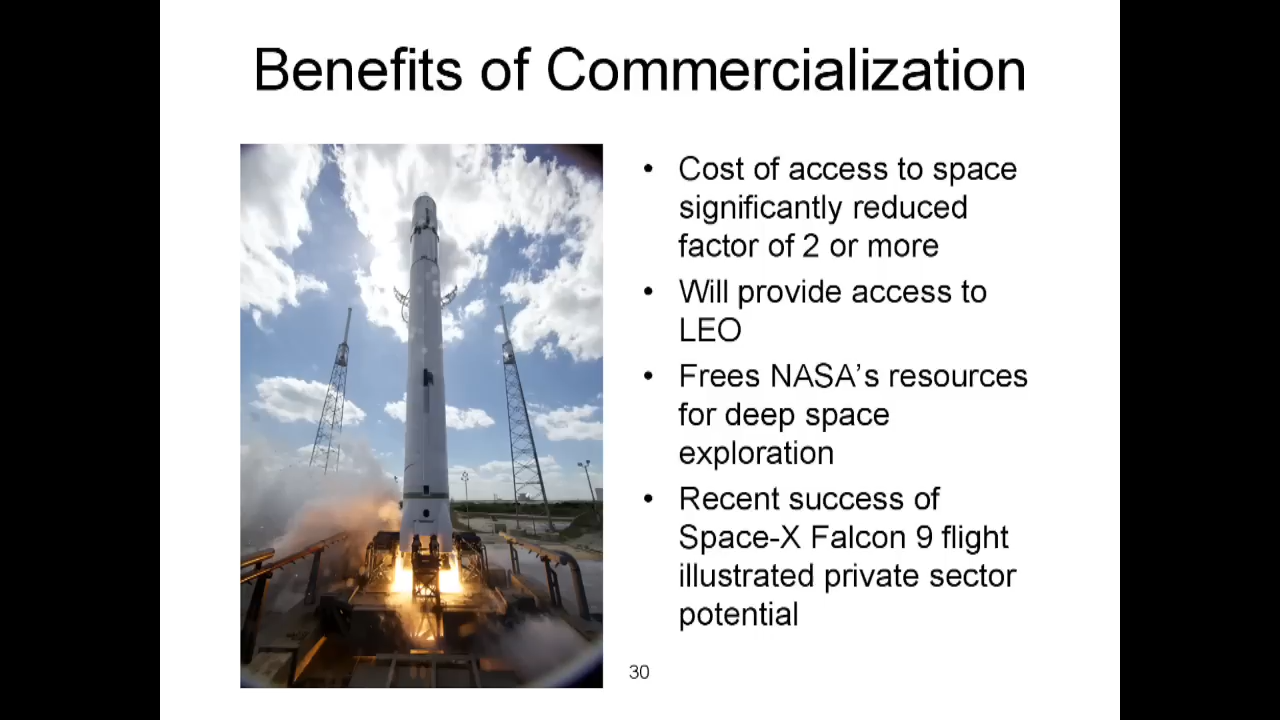 Benefits of Commercialization
• Cost of access to space
significantly reduced
factor of 2 or more
• Will provide access to
LEO
• Frees NASA's resources
for deep space
exploration
• Recent success of
Space-X Falcon 9 flight
illustrated private sector
potential
30